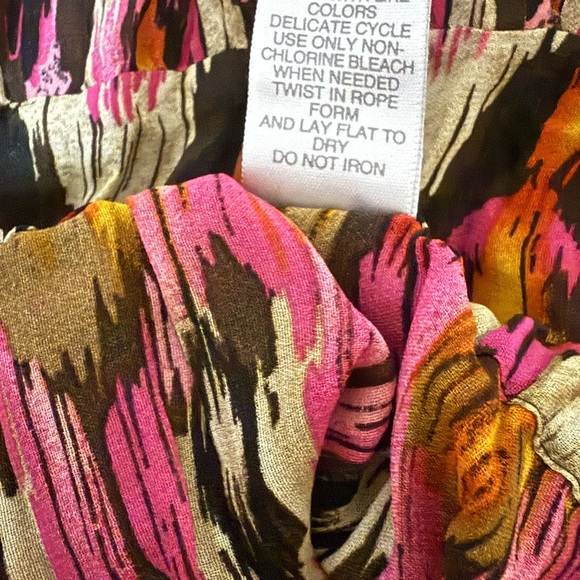 COLORS
DELICATE CYCLE
USE ONLY NON-
CHLORINE BLEACH
WHEN NEEDED
TWIST IN ROPE
FORM
AND LAY FLAT TO
DRY
DO NOT IRON